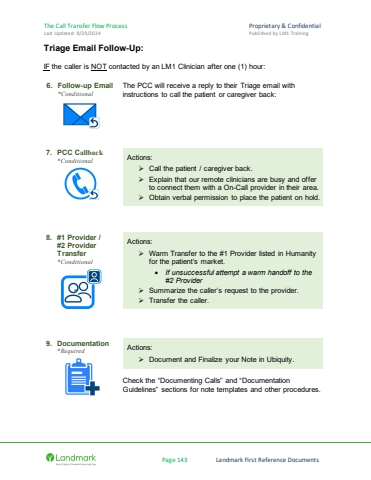 The Call Transfer Flow Process
Proprietary & Confidential
Last Updated: 8/29/2024
Published by LM1 Training
Triage Email Follow-Up:
IF the caller is NOT contacted by an LM1 Clinician after one (1) hour:
6. Follow-up Email
*Conditional
The PCC will receive a reply to their Triage email with
instructions to call the patient or caregiver back:
7. PCC Callback
*Conditional
Actions:
➢ Call the patient / caregiver back.
➢ Explain that our remote clinicians are busy and offer
to connect them with a On-Call provider in their area.
➢ Obtain verbal permission to place the patient on hold.
8. #1 Provider /
#2 Provider
Transfer
*Conditional
Actions:
➢ Warm Transfer to the #1 Provider listed in Humanity
for the patient's market.
• If unsuccessful attempt a warm handoff to the
#2 Provider
➢ Summarize the caller's request to the provider.
➢ Transfer the caller.
9. Documentation
*Required
Actions:
➢ Document and Finalize your Note in Ubiquity.
Check the "Documenting Calls" and "Documentation
Guidelines" sections for note templates and other procedures.
Landmark
Page 143
Landmark First Reference Documents